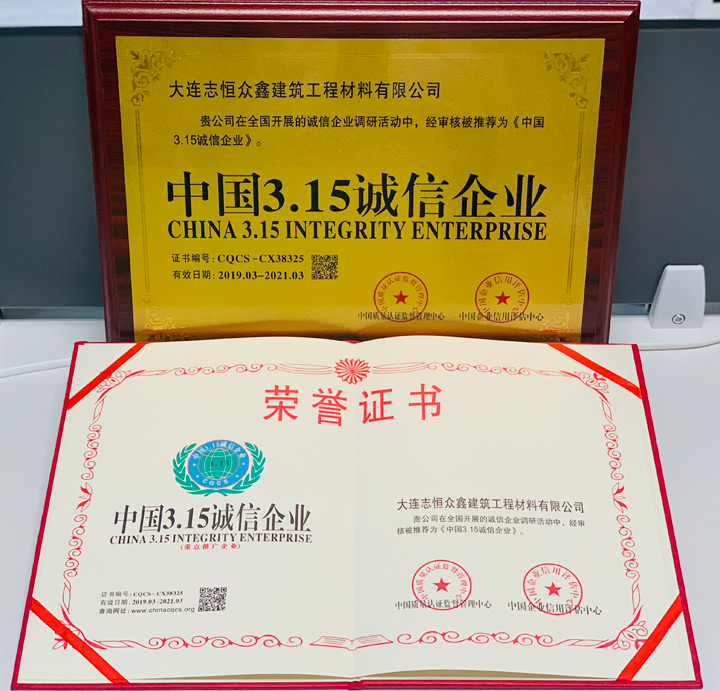 大连志恒众鑫建筑工程材料有限公司
贵公司在全国开展的诚信企业调研活动中，经审核被推荐为《中国
3.15诚信企业》。
中国3.15诚信企业
CHINA 3.15 INTEGRITY ENTERPRISE
证书编号：CQCS-CX38325
有效日期：2019.03-2021.03
中国质量认证监督管理中心
中国企业信用评估中心
荣誉证书
中国3.15诚信企业
CQCS
中国3.15诚信企业
CHINA 3.15 INTEGRITY ENTERPRISE
(重点推广企业)
证书编号：CQCS-CX38325
有效日期：2019.03-2021.03
查询网址：www.chinacqcs.org
大连志恒众鑫建筑工程材料有限公司
贵公司在全国开展的诚信企业调研活动中，经审
核被推荐为《中国3.15诚信企业》。
中国质量认证监督管理中心
中国企业信用评估中心